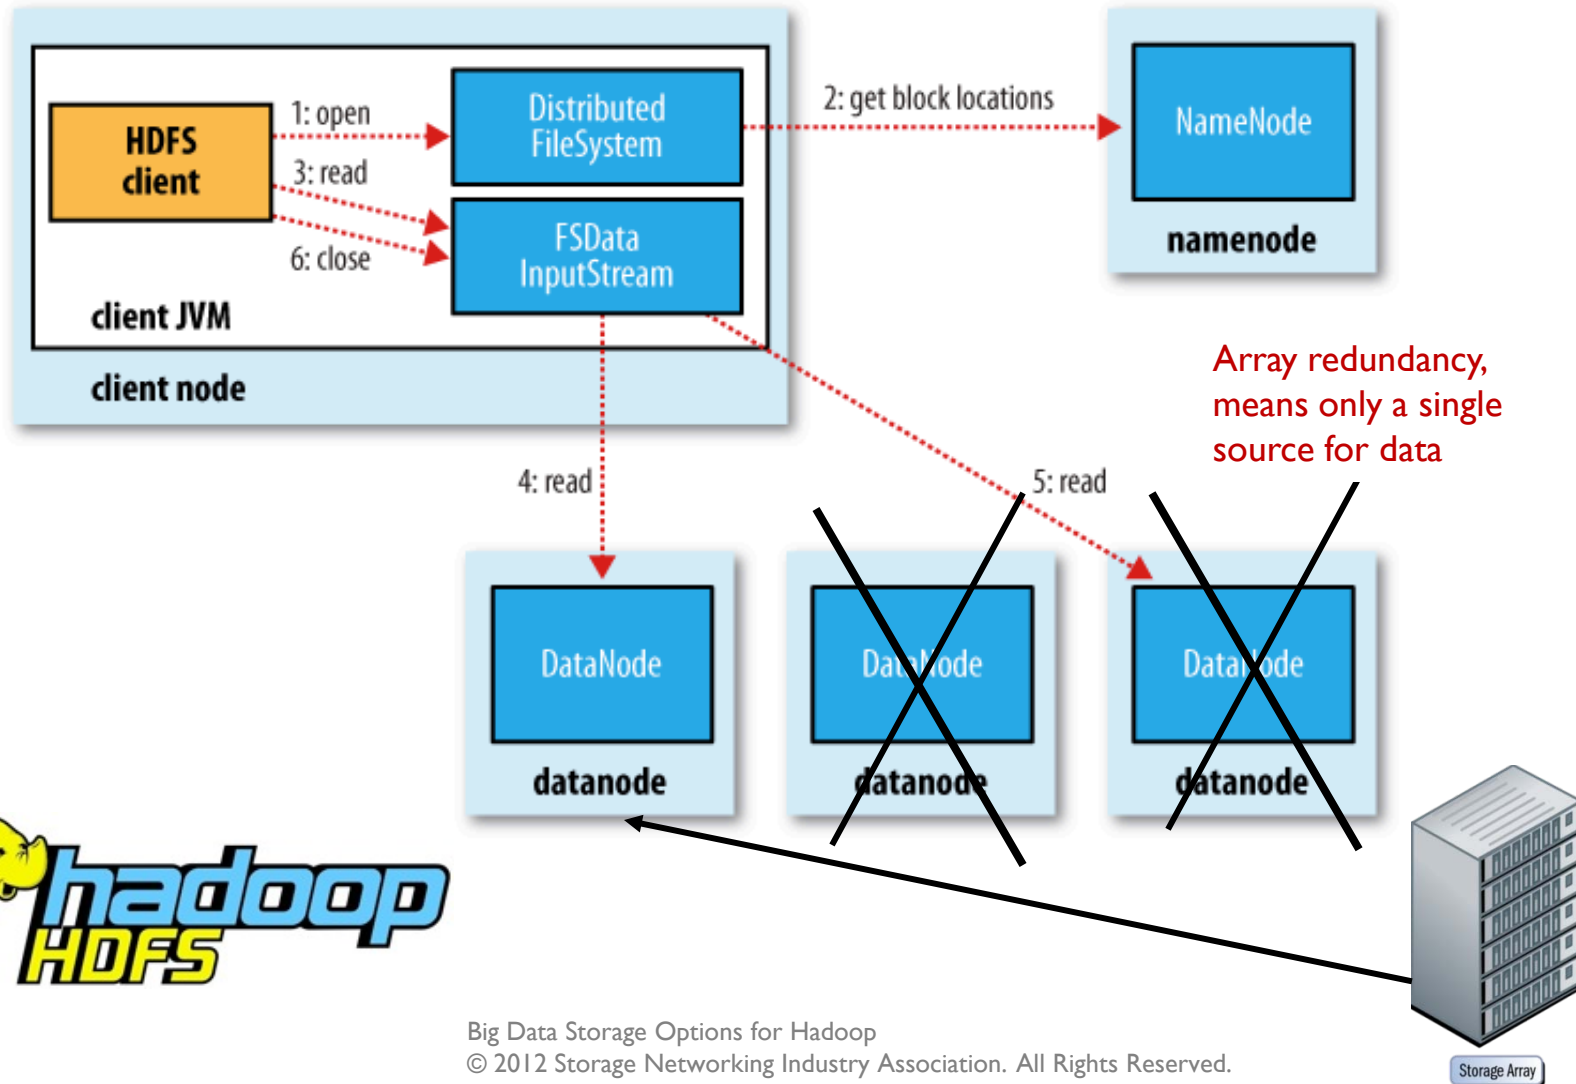 HDFS
client
1: open
3: read
6: close
Distributed
FileSystem
FSData
InputStream
client JVM
client node
2: get block locations
NameNode
namenode
Array redundancy,
means only a single
source for data
4: read
5: read
DataNode
datanode
DataNode
datanode
DataNode
datanode
hadoop
HDFS
Big Data Storage Options for Hadoop
© 2012 Storage Networking Industry Association. All Rights Reserved.
Storage Array